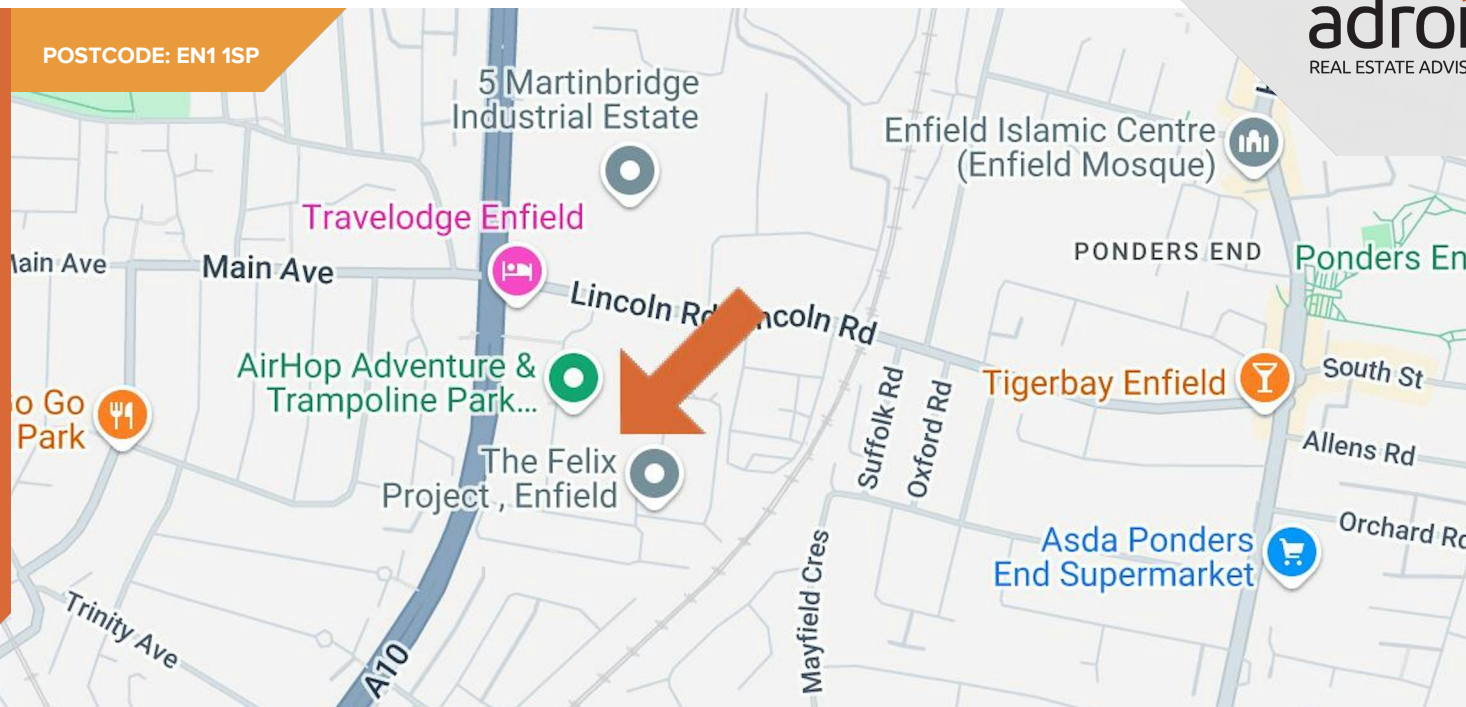 POSTCODE: EN1 1SP
adroi
REAL ESTATE ADVIS
5 Martinbridge
Industrial Estate
Enfield Islamic Centre
(Enfield Mosque)
Travelodge Enfield
PONDERS END
Ponders En
ain Ave
Main Ave
Lincoln Rd
ncoln Rd
AirHop Adventure &
Trampoline Park...
South St
Tigerbay Enfield
o Go
Park
Suffolk Rd
Oxford Rd
Allens Rd
The Felix
Project , Enfield
Orchard Rd
Asda Ponders
End Supermarket
Mayfield Cres
Trinity Ave
A10